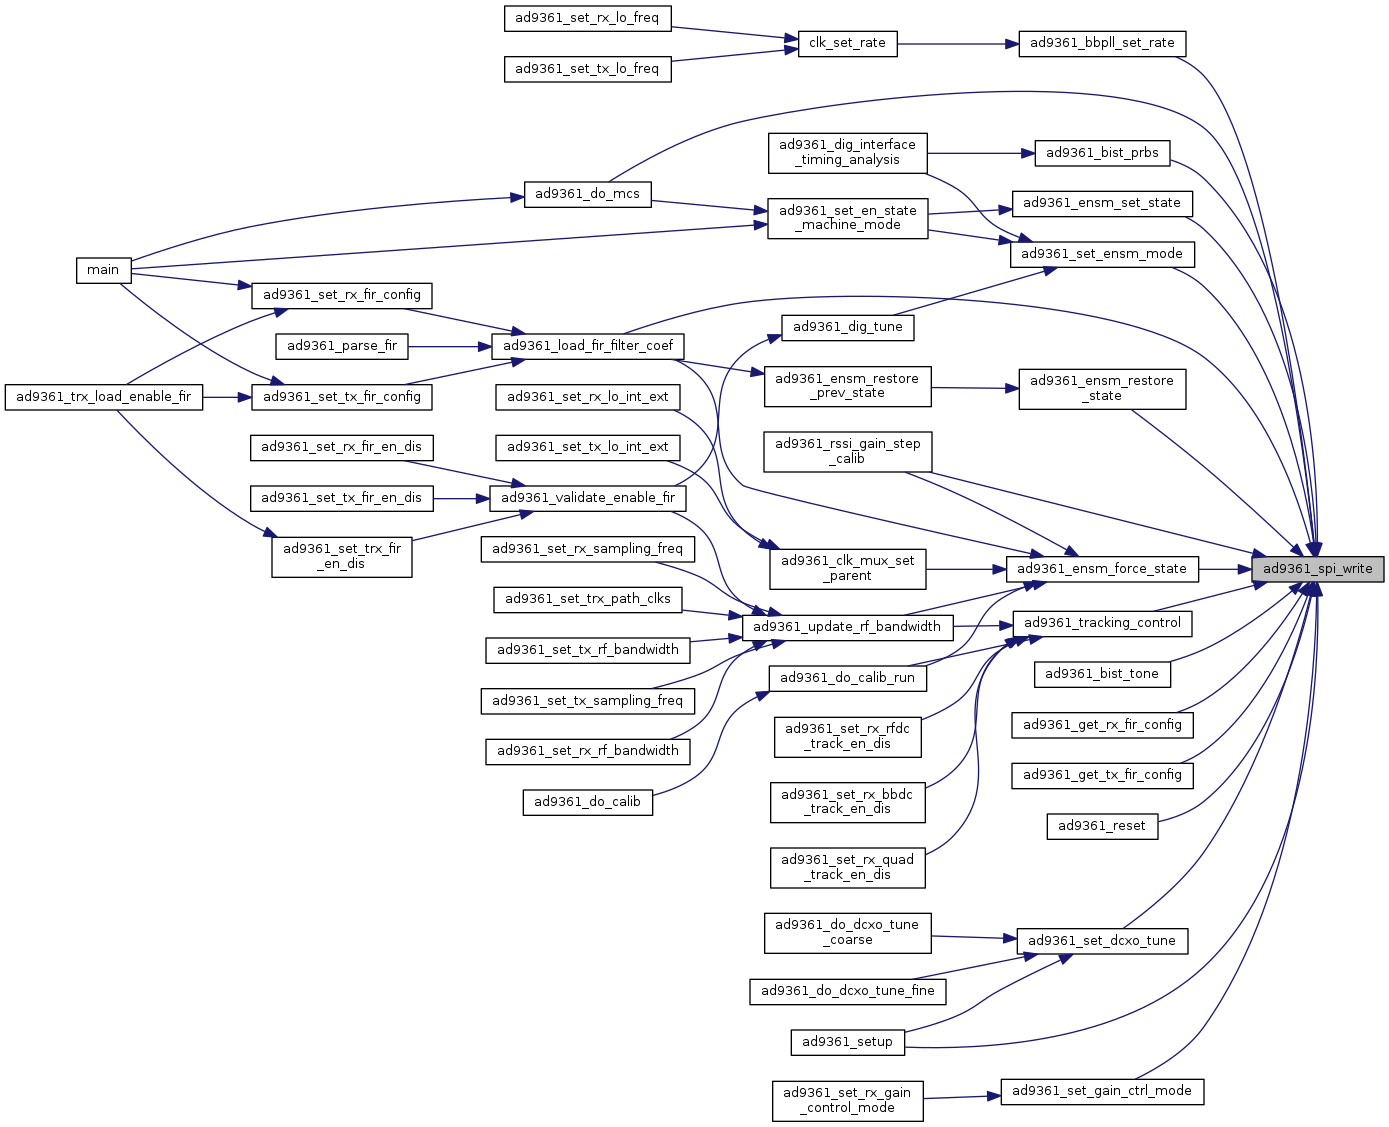 ad9361_set_rx_lo_freq
ad9361_set_tx_lo_freq
clk_set_rate
ad9361_bbpll_set_rate
ad9361_dig_interface
_timing_analysis
ad9361_bist_prbs
ad9361_do_mcs
ad9361_set_en_state
_machine_mode
ad9361_ensm_set_state
ad9361_set_ensm_mode
main
ad9361_set_rx_fir_config
ad9361_parse_fir
ad9361_load_fir_filter_coef
ad9361_dig_tune
ad9361_trx_load_enable_fir
ad9361_set_tx_fir_config
ad9361_set_rx_lo_int_ext
ad9361_ensm_restore
_prev_state
ad9361_ensm_restore
_state
ad9361_set_rx_fir_en_dis
ad9361_set_tx_lo_int_ext
ad9361_rssi_gain_step
_calib
ad9361_set_tx_fir_en_dis
ad9361_validate_enable_fir
ad9361_set_trx_fir
_en_dis
ad9361_set_rx_sampling_freq
ad9361_clk_mux_set
_parent
ad9361_ensm_force_state
ad9361_spi_write
ad9361_set_trx_path_clks
ad9361_update_rf_bandwidth
ad9361_tracking_control
ad9361_set_tx_rf_bandwidth
ad9361_do_calib_run
ad9361_bist_tone
ad9361_set_tx_sampling_freq
ad9361_set_rx_rfdc
_track_en_dis
ad9361_get_rx_fir_config
ad9361_set_rx_rf_bandwidth
ad9361_get_tx_fir_config
ad9361_do_calib
ad9361_set_rx_bbdc
_track_en_dis
ad9361_reset
ad9361_set_rx_quad
_track_en_dis
ad9361_do_dcxo_tune
_coarse
ad9361_set_dcxo_tune
ad9361_do_dcxo_tune_fine
ad9361_setup
ad9361_set_rx_gain
_control_mode
ad9361_set_gain_ctrl_mode